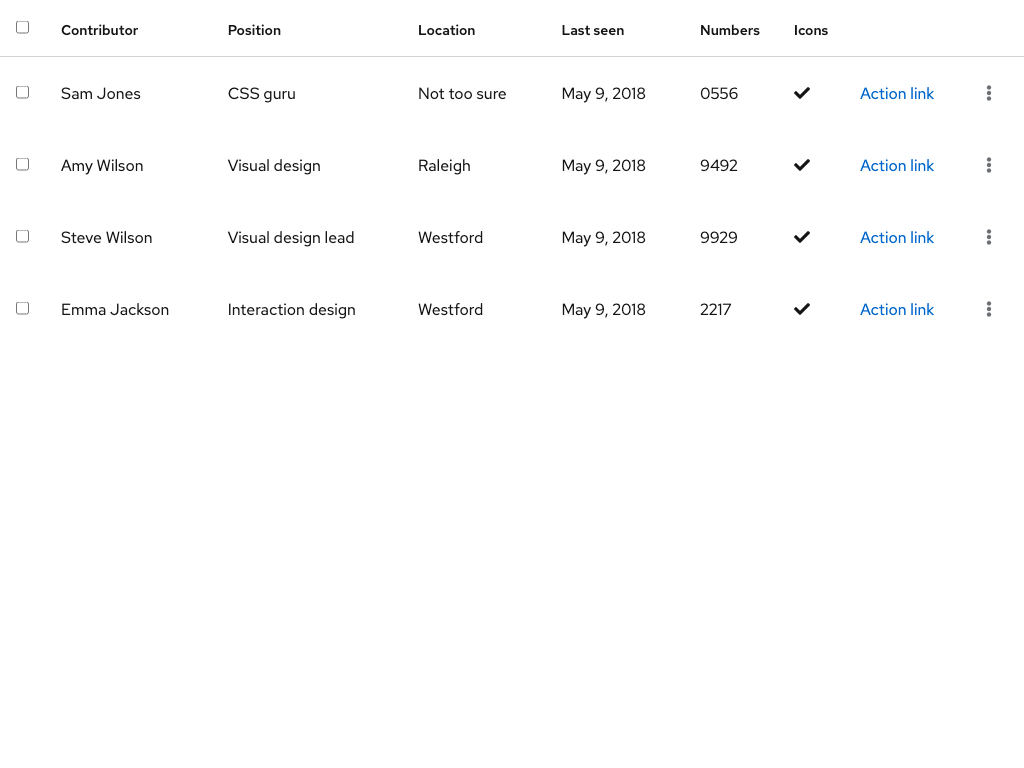 Contributor Position Location Last seen Numbers Icons
Sam Jones CSS guru Not too sure May 9, 2018 0556 Action link
Amy Wilson Visual design Raleigh May 9, 2018 9492 Action link
Steve Wilson Visual design lead Westford May 9, 2018 9929 Action link
Emma Jackson Interaction design Westford May 9, 2018 2217 Action link